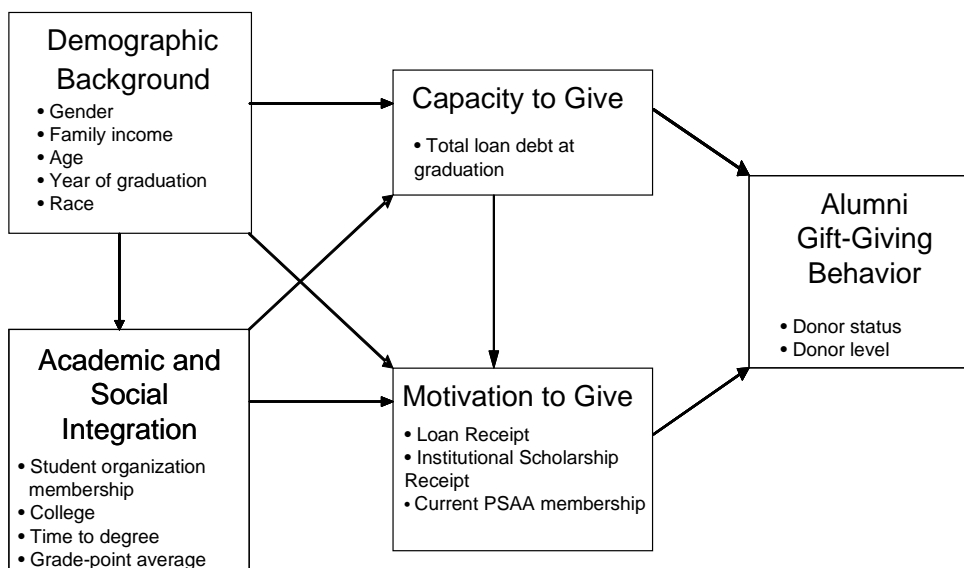 Demographic
Background
• Gender
• Family income
• Age
• Year of graduation
• Race
Capacity to Give
• Total loan debt at
graduation
Alumni
Gift-Giving
Behavior
• Donor status
• Donor level
Academic and
Social
Integration
• Student organization
membership
• College
• Time to degree
• Grade-point average
Motivation to Give
• Loan Receipt
• Institutional Scholarship
Receipt
• Current PSAA membership